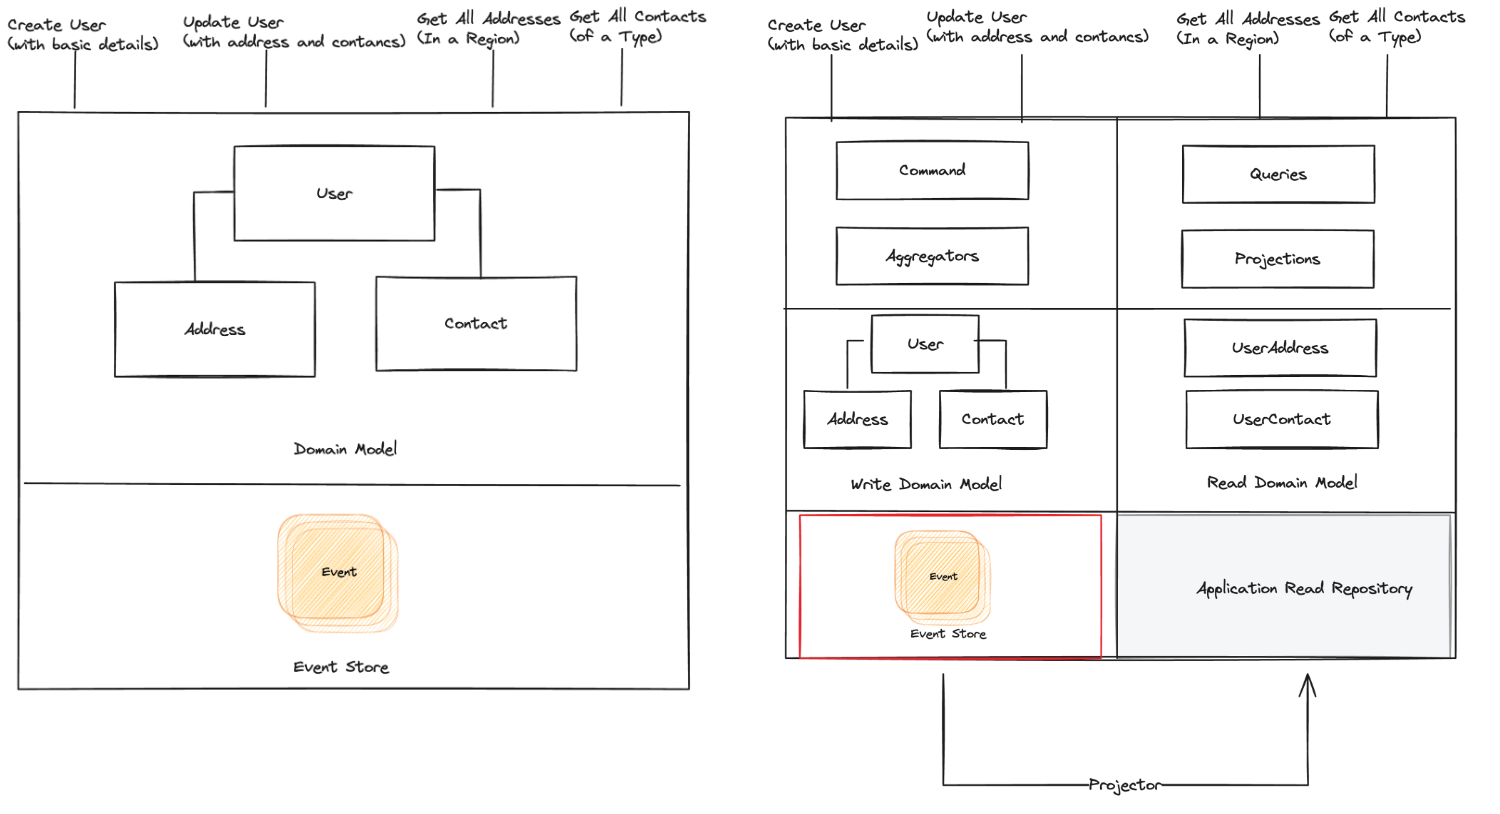 Create User
(with basic details)
Update User
(with address and contancs)
Get All Addresses
(In a Region)
Get All Contacts
(of a Type)
User
Address
Contact
Domain Model
Event
Event Store
Create User
(with basic details)
Update User
(with address and contancs)
Get All Addresses
(In a Region)
Get All Contacts
(of a Type)
Command
Queries
Aggregators
Projections
User
Address
Contact
Write Domain Model
UserAddress
UserContact
Read Domain Model
Event
Event Store
Application Read Repository
Projector